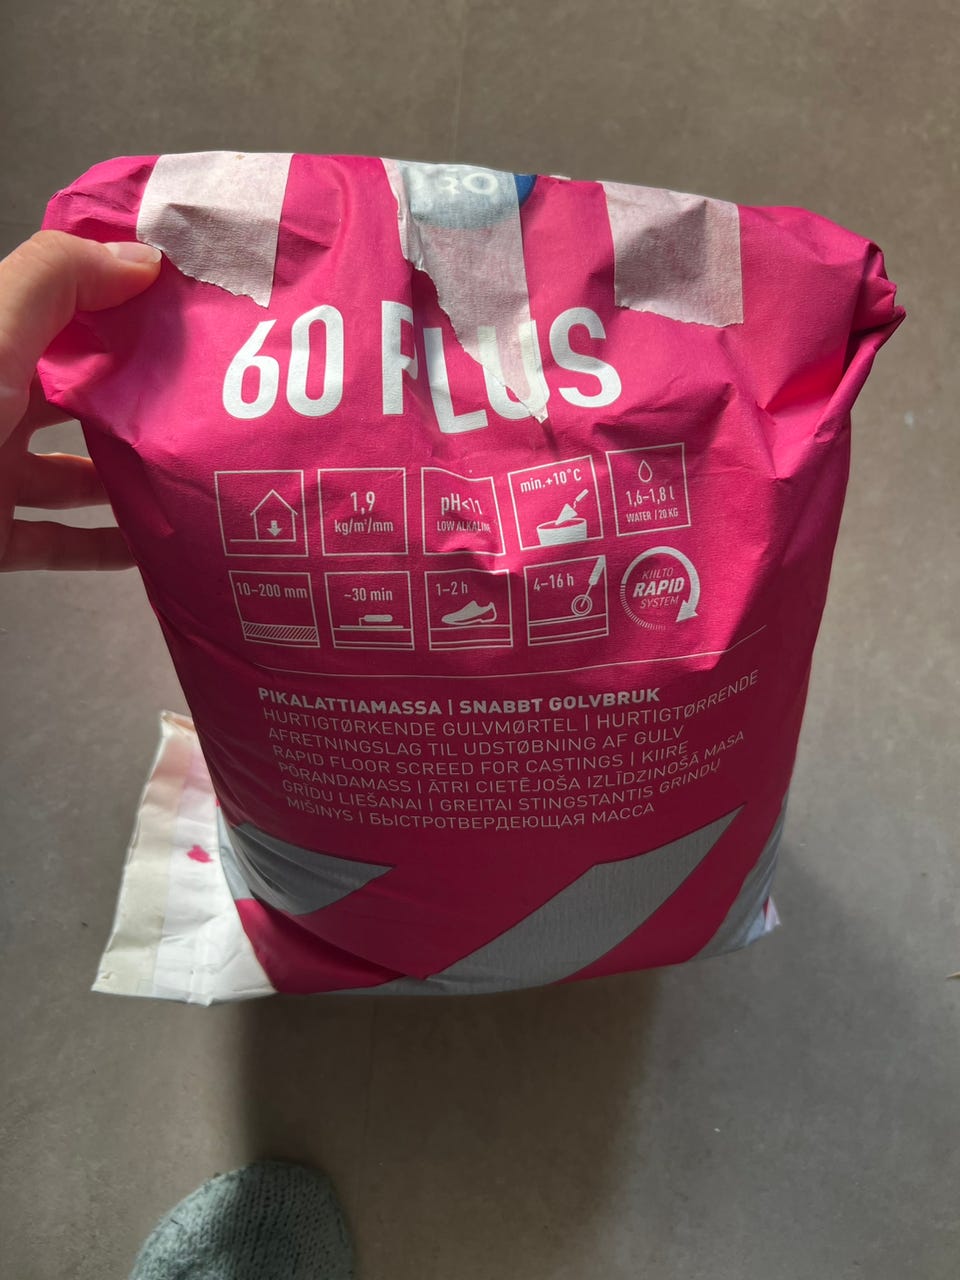 60 PLUS
1,9
kg/m²/mm
pH<11
LOW ALKALINE
min.+10°C
1,6–1,8 l
WATER | 20 KG
10–200 mm
~30 min
1–2 h
4–16 h
KIILTO
RAPID
SYSTEM
PIKALATTIAMASSA | SNABBT GOLVBRUK
HURTIGTØRKENDE GULVMØRTEL | HURTIGTØRRENDE
AFRETNINGSLAG TIL UDSTØBNING AF GULV
RAPID FLOOR SCREED FOR CASTINGS | KIIRE
PÕRANDAMASS | ĀTRI CIETĒJOŠA IZLĪDZINOŠĀ MASA
GRĪDU LIEŠANAI | GREITAI STINGSTANTIS GRINDŲ
MIŠINYS | БЫСТРОТВЕРДЕЮЩАЯ МАССА